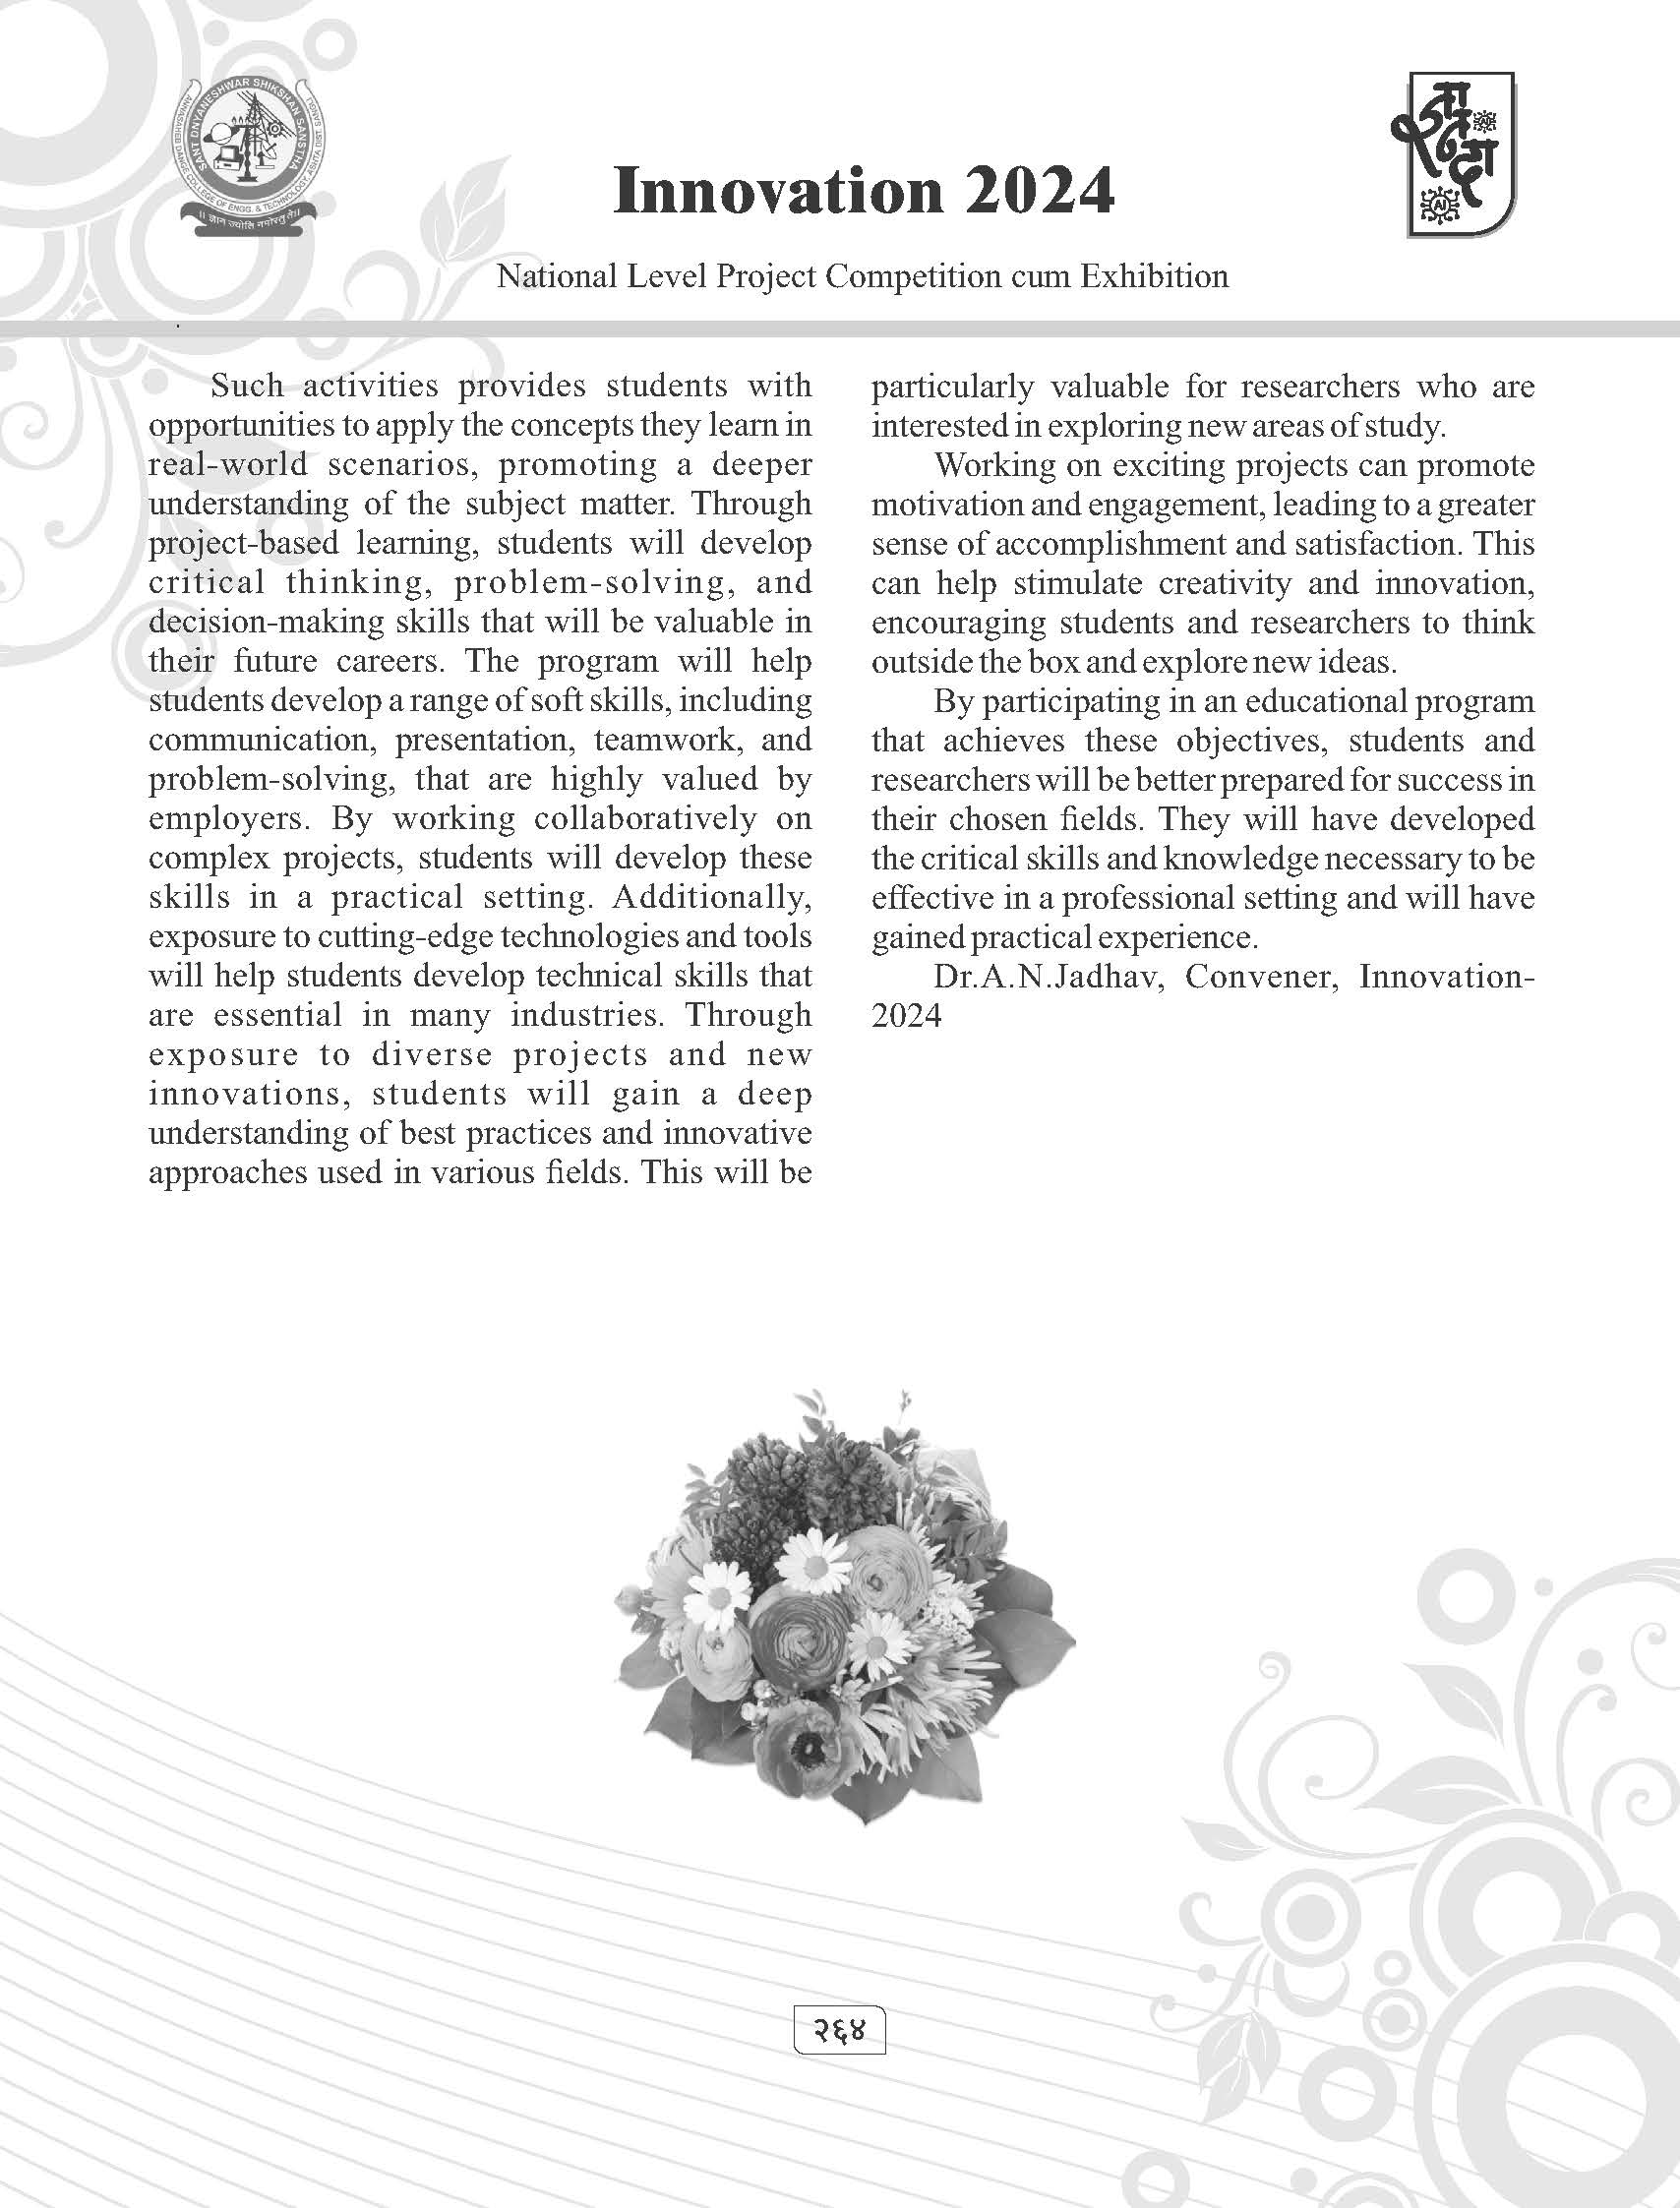 SANT DNYANESHWAR SHIKSHAN SANSTHA
ANNASAHEB DANGE COLLEGE OF ENGG. & TECHNOLOGY, ASHTA DIST. SANGLI
Innovation 2024
National Level Project Competition cum Exhibition
AI
AI
Such activities provides students with
opportunities to apply the concepts they learn in
real-world scenarios, promoting a deeper
understanding of the subject matter. Through
project-based learning, students will develop
critical thinking, problem-solving, and
decision-making skills that will be valuable in
their future careers. The program will help
students develop a range of soft skills, including
communication, presentation, teamwork, and
problem-solving, that are highly valued by
employers. By working collaboratively on
complex projects, students will develop these
skills in a practical setting. Additionally,
exposure to cutting-edge technologies and tools
will help students develop technical skills that
are essential in many industries. Through
exposure to diverse projects and new
innovations, students will gain a deep
understanding of best practices and innovative
approaches used in various fields. This will be
particularly valuable for researchers who are
interested in exploring new areas of study.
Working on exciting projects can promote
motivation and engagement, leading to a greater
sense of accomplishment and satisfaction. This
can help stimulate creativity and innovation,
encouraging students and researchers to think
outside the box and explore new ideas.
By participating in an educational program
that achieves these objectives, students and
researchers will be better prepared for success in
their chosen fields. They will have developed
the critical skills and knowledge necessary to be
effective in a professional setting and will have
gained practical experience.
Dr.A.N.Jadhav, Convener, Innovation-
2024
२६४